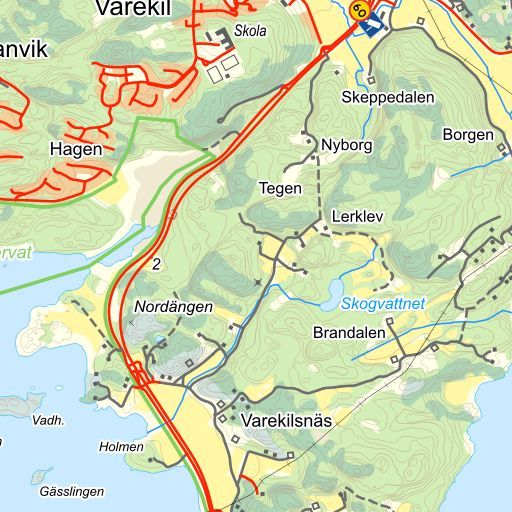 Varekil
Skola
60
anvik
Skeppedalen
Hagen
Nyborg
Borgen
Tegen
Lerklev
ervat
2
Skogvattnet
Nordängen
Brandalen
Vadh.
Varekilsnäs
Holmen
Gässlingen